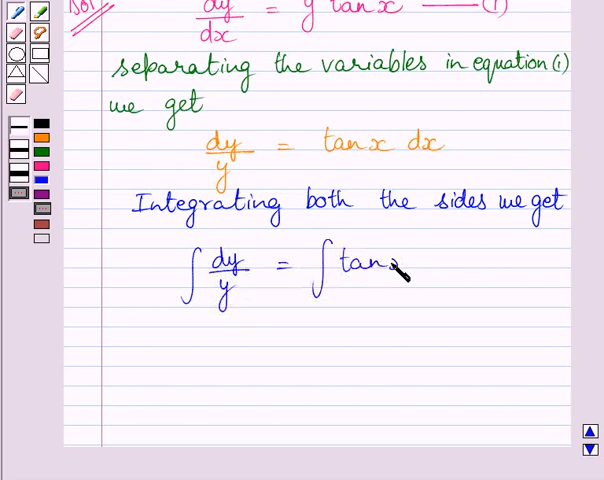 Sol
dy/dx = y tan x —— (1)
separating the variables in equation (1)
we get
dy/y = tan x dx
Integrating both the sides we get
∫ dy/y = ∫ tan x